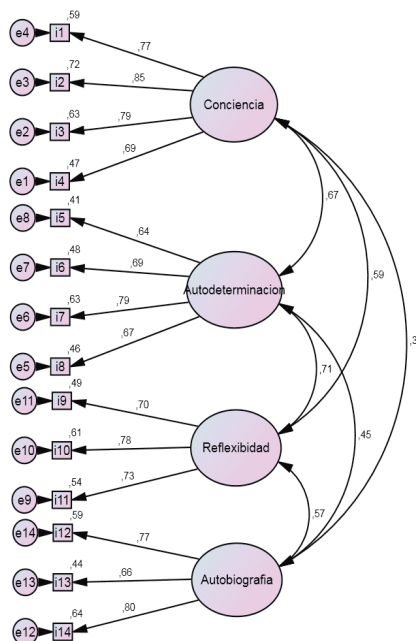 ,59
e4 i1
,77
,72
e3 i2
,85
Conciencia
,63
e2 i3
,79
,47
e1 i4
,69
,41
e8 i5
,64
,67
,48
e7 i6
,69
,59
Autodeterminacion
,63
e6 i7
,79
,46
e5 i8
,67
,49
e11 i9
,71
,70
,45
,61
e10 i10
,78
Reflexibidad
,54
e9 i11
,73
,59
e14 i12
,57
,77
,44
e13 i13
,66
Autobiografia
,64
e12 i14
,80